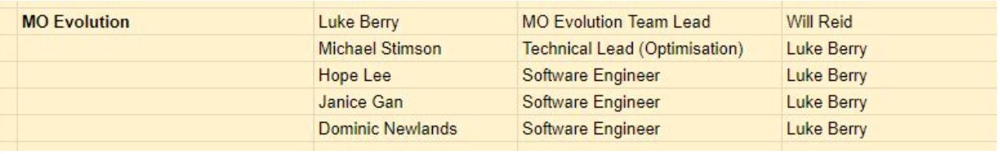 MO Evolution Luke Berry MO Evolution Team Lead Will Reid
Michael Stimson Technical Lead (Optimisation) Luke Berry
Hope Lee Software Engineer Luke Berry
Janice Gan Software Engineer Luke Berry
Dominic Newlands Software Engineer Luke Berry